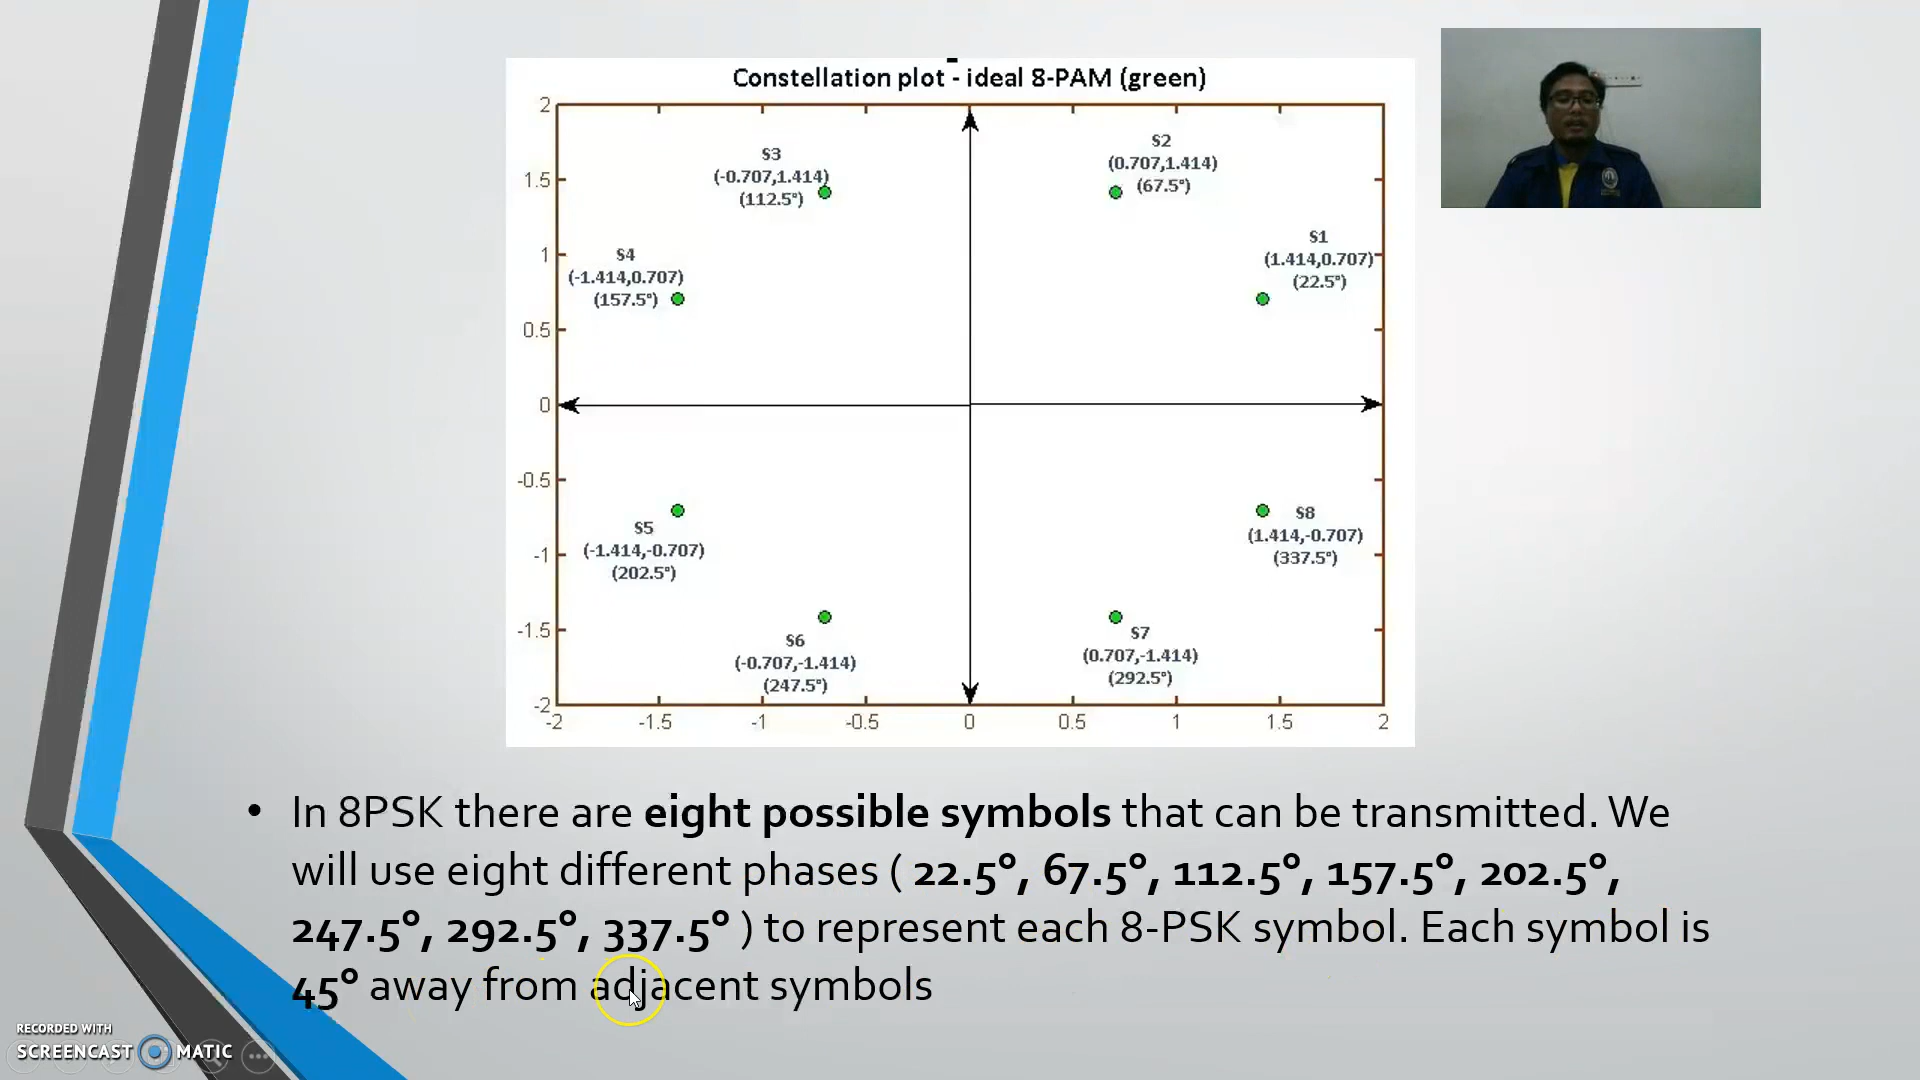 Constellation plot - ideal 8-PAM (green)
2
1.5
1
0.5
0
-0.5
-1
-1.5
-2
-2
-1.5
-1
-0.5
0
0.5
1
1.5
2
S3
(-0.707,1.414)
(112.5°)
S2
(0.707,1.414)
(67.5°)
S4
(-1.414,0.707)
(157.5°)
S1
(1.414,0.707)
(22.5°)
S5
(-1.414,-0.707)
(202.5°)
S8
(1.414,-0.707)
(337.5°)
S6
(-0.707,-1.414)
(247.5°)
S7
(0.707,-1.414)
(292.5°)
• In 8PSK there are eight possible symbols that can be transmitted. We
will use eight different phases ( 22.5°, 67.5°, 112.5°, 157.5°, 202.5°,
247.5°, 292.5°, 337.5° ) to represent each 8-PSK symbol. Each symbol is
45° away from adjacent symbols
RECORDED WITH
SCREENCAST MATIC